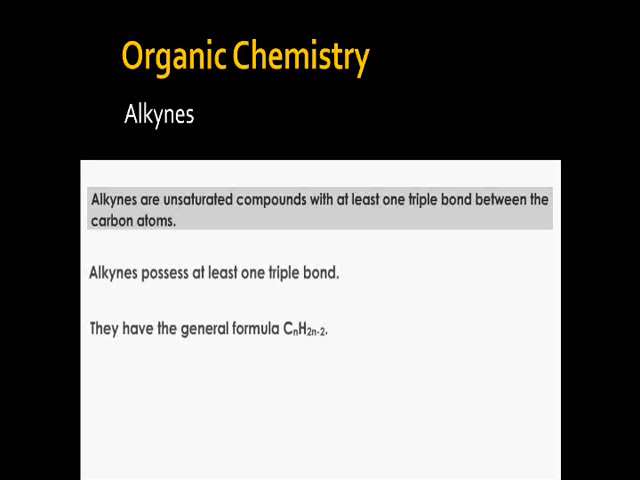 Organic Chemistry
Alkynes
Alkynes are unsaturated compounds with at least one triple bond between the
carbon atoms.
Alkynes possess at least one triple bond.
They have the general formula CₙH₂ₙ₋₂.